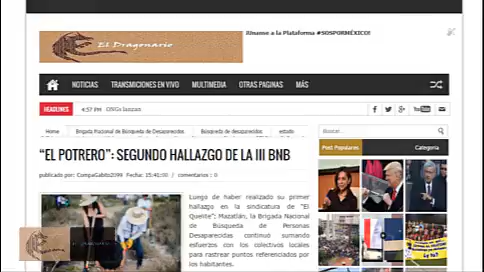 El Dragonario
Alnanse a la Plataforma #SOSPORMÉXICO!
NOTICIAS TRANSMICIONES EN VIVO MULTIMEDIA OTRAS PAGINAS MÁS
HEADLINES 4:57 PM ONGs lanzan
Home Brigada Nacional de Búsqueda de Desaparecidos Búsqueda de desaparecidos estado
Search...
“EL POTRERO”: SEGUNDO HALLAZGO DE LA III BNB
Post Populares Categoria
publicado por: CompaGabito2099 Fecha: 15:41:00 / comentarios : 0
Luego de haber realizado su primer
hallazgo en la sindicatura de “El
Quelite”; Mazatlán, la Brigada Nacional
de Búsqueda de Personas
Desaparecidas continuó sumando
esfuerzos con los colectivos locales
para rastrear puntos referenciados por
los habitantes.